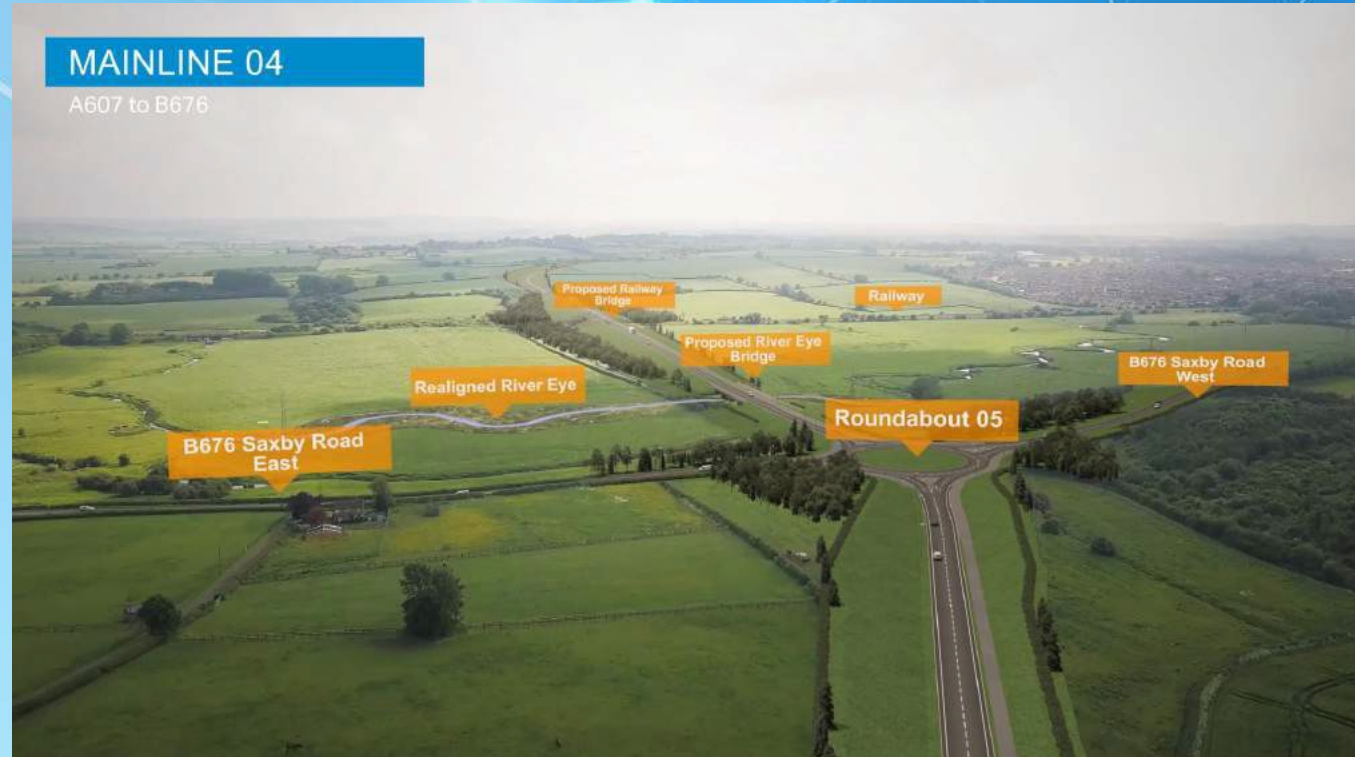 MAINLINE 04
A607 to B676
Proposed Railway
Bridge
Railway
Proposed River Eye
Bridge
B676 Saxby Road
West
Realigned River Eye
Roundabout 05
B676 Saxby Road
East